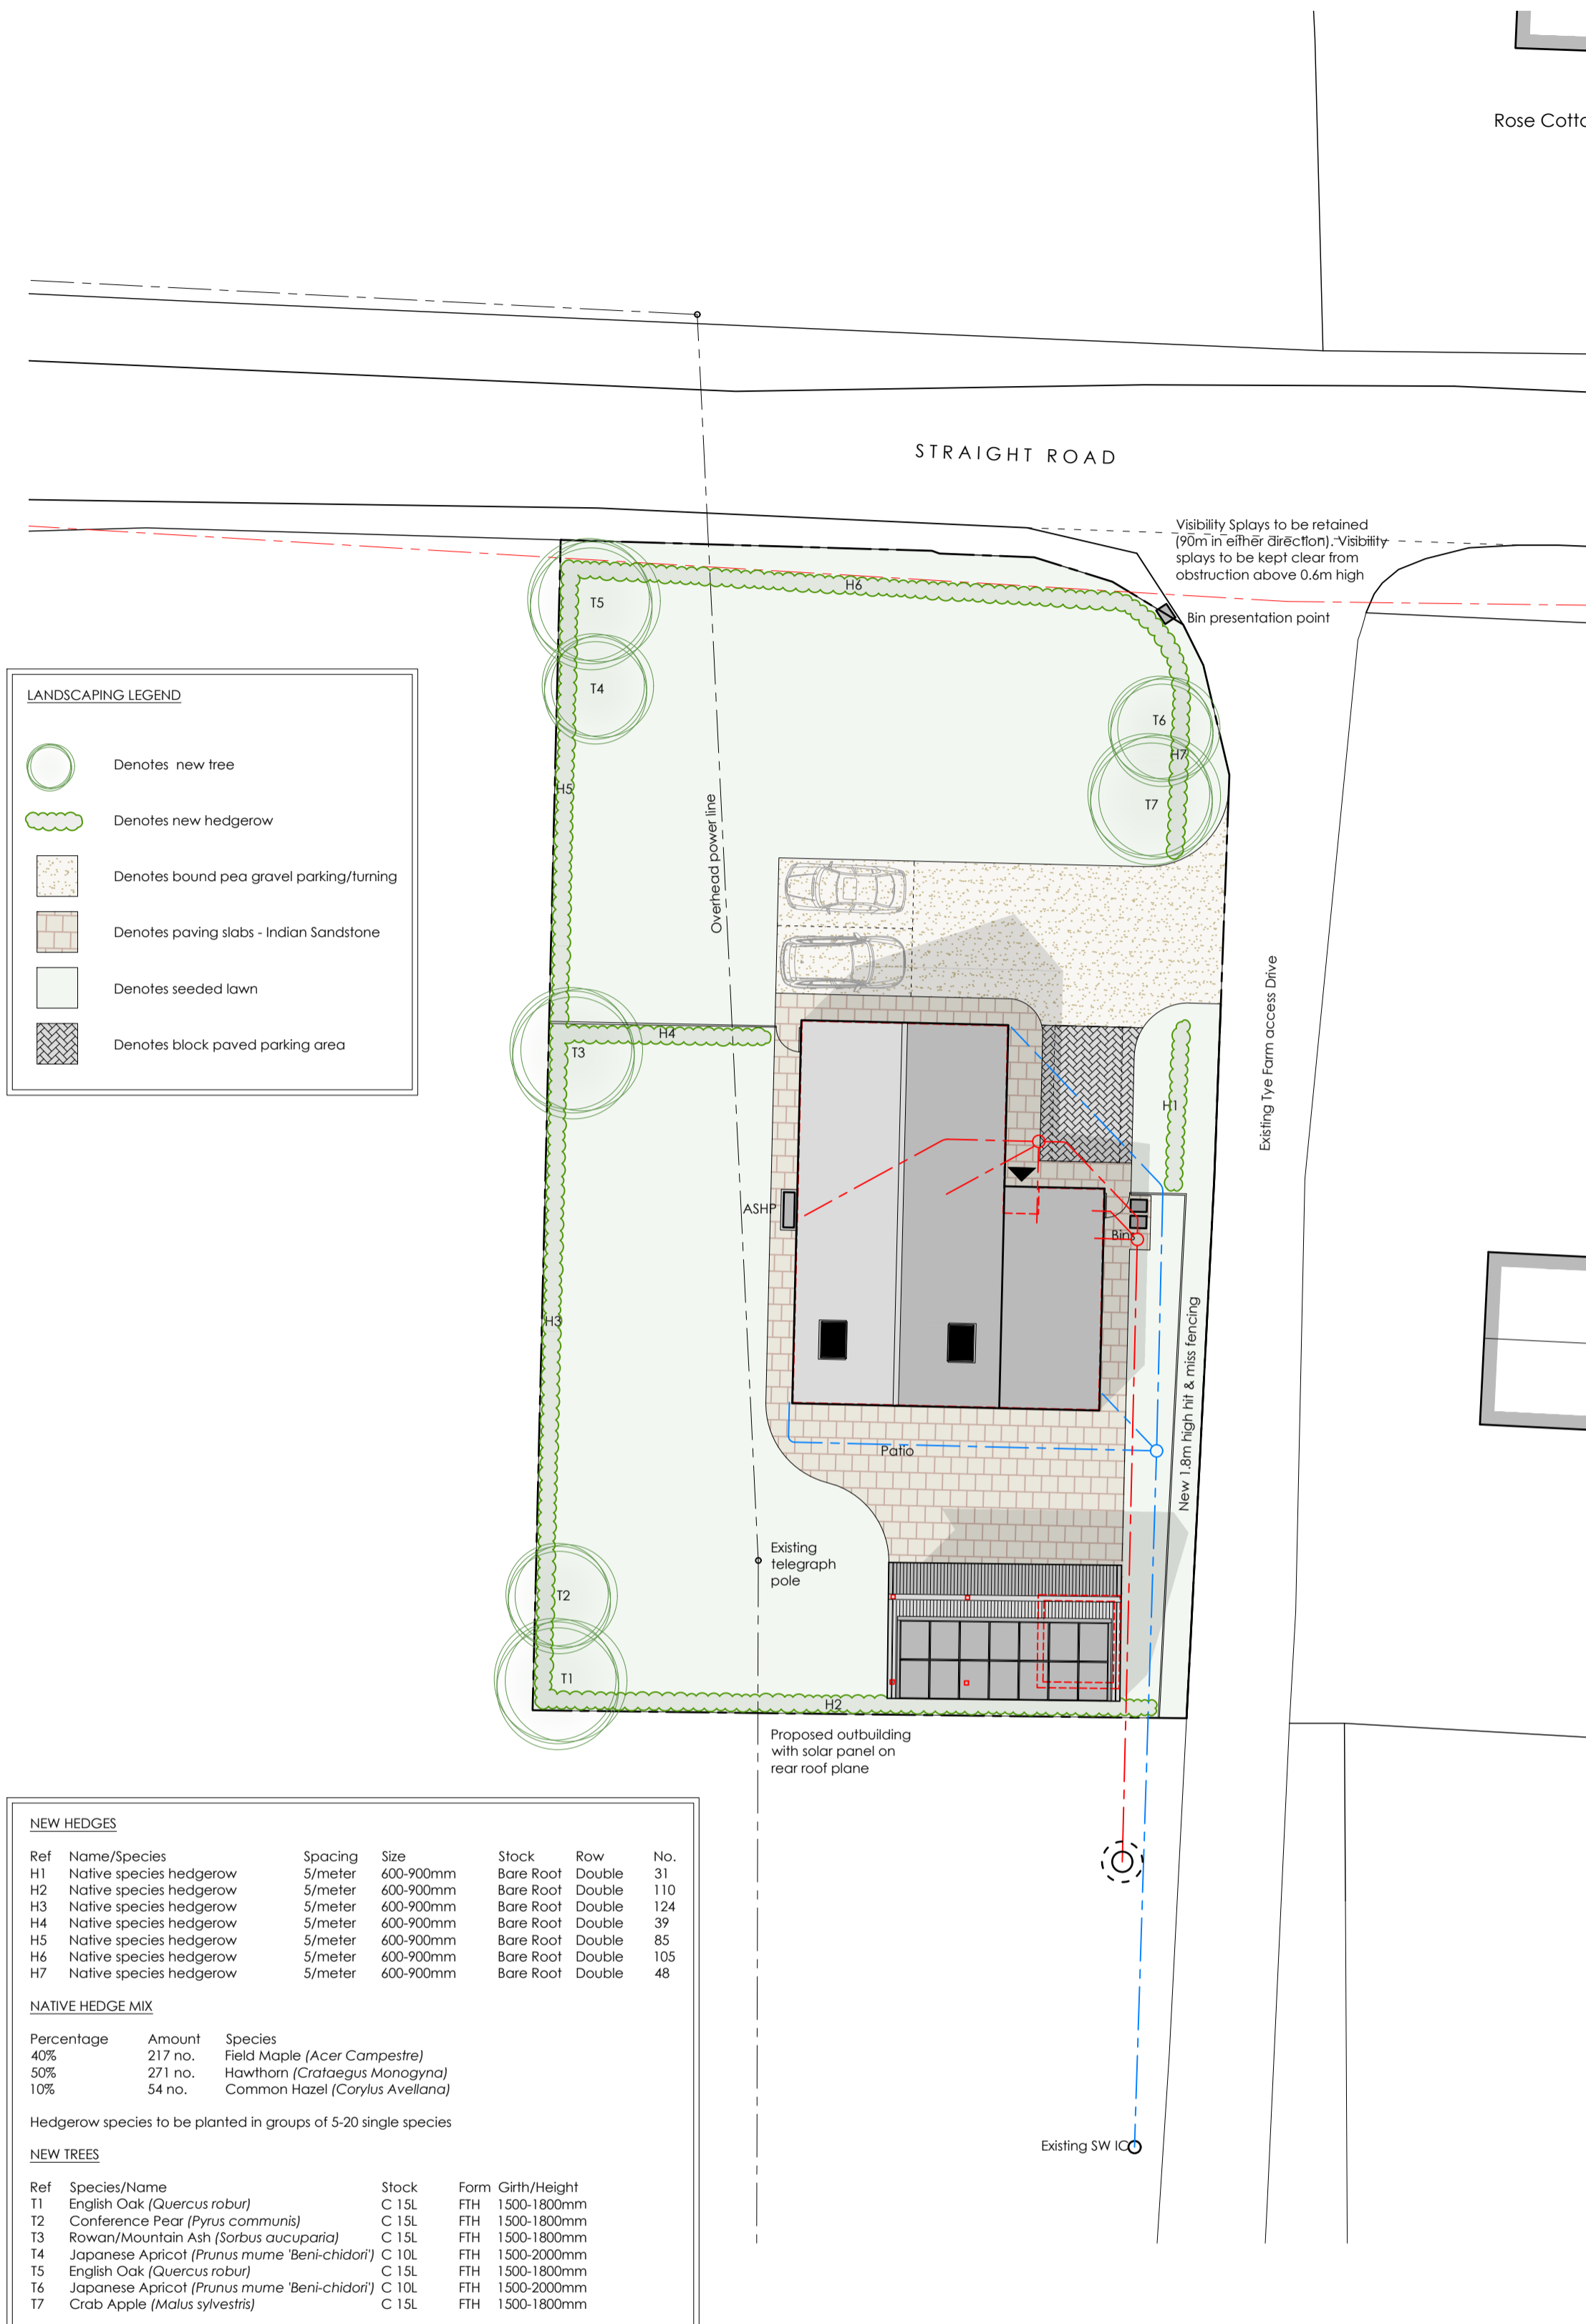 Rose
STRAIGHT ROAD
Visibility Splays to be retained
(90m in either direction). Visibility
splays to be kept clear from
obstruction above 0.6m high
Bin presentation point
H6
T5
T4
T6
H7
T7
H5
Overhead power line
LANDSCAPING LEGEND
Denotes new tree
Denotes new hedgerow
Denotes bound pea gravel parking/turning
Denotes paving slabs - Indian Sandstone
Denotes seeded lawn
Denotes block paved parking area
H4
T3
H1
Existing Tye Farm access Drive
ASHP
Bins
H3
New 1.8m high hit & miss fencing
Patio
Existing
telegraph
pole
T2
T1
H2
Proposed outbuilding
with solar panel on
rear roof plane
Existing SW IC
NEW HEDGES
Ref Name/Species Spacing Size Stock Row No.
H1 Native species hedgerow 5/meter 600-900mm Bare Root Double 31
H2 Native species hedgerow 5/meter 600-900mm Bare Root Double 110
H3 Native species hedgerow 5/meter 600-900mm Bare Root Double 124
H4 Native species hedgerow 5/meter 600-900mm Bare Root Double 39
H5 Native species hedgerow 5/meter 600-900mm Bare Root Double 85
H6 Native species hedgerow 5/meter 600-900mm Bare Root Double 105
H7 Native species hedgerow 5/meter 600-900mm Bare Root Double 48
NATIVE HEDGE MIX
Percentage Amount Species
40% 217 no. Field Maple (Acer Campestre)
50% 271 no. Hawthorn (Crataegus Monogyna)
10% 54 no. Common Hazel (Corylus Avellana)
Hedgerow species to be planted in groups of 5-20 single species
NEW TREES
Ref Species/Name Stock Form Girth/Height
T1 English Oak (Quercus robur) C 15L FTH 1500-1800mm
T2 Conference Pear (Pyrus communis) C 15L FTH 1500-1800mm
T3 Rowan/Mountain Ash (Sorbus aucuparia) C 15L FTH 1500-1800mm
T4 Japanese Apricot (Prunus mume 'Beni-chidori') C 10L FTH 1500-2000mm
T5 English Oak (Quercus robur) C 15L FTH 1500-1800mm
T6 Japanese Apricot (Prunus mume 'Beni-chidori') C 10L FTH 1500-2000mm
T7 Crab Apple (Malus sylvestris) C 15L FTH 1500-1800mm